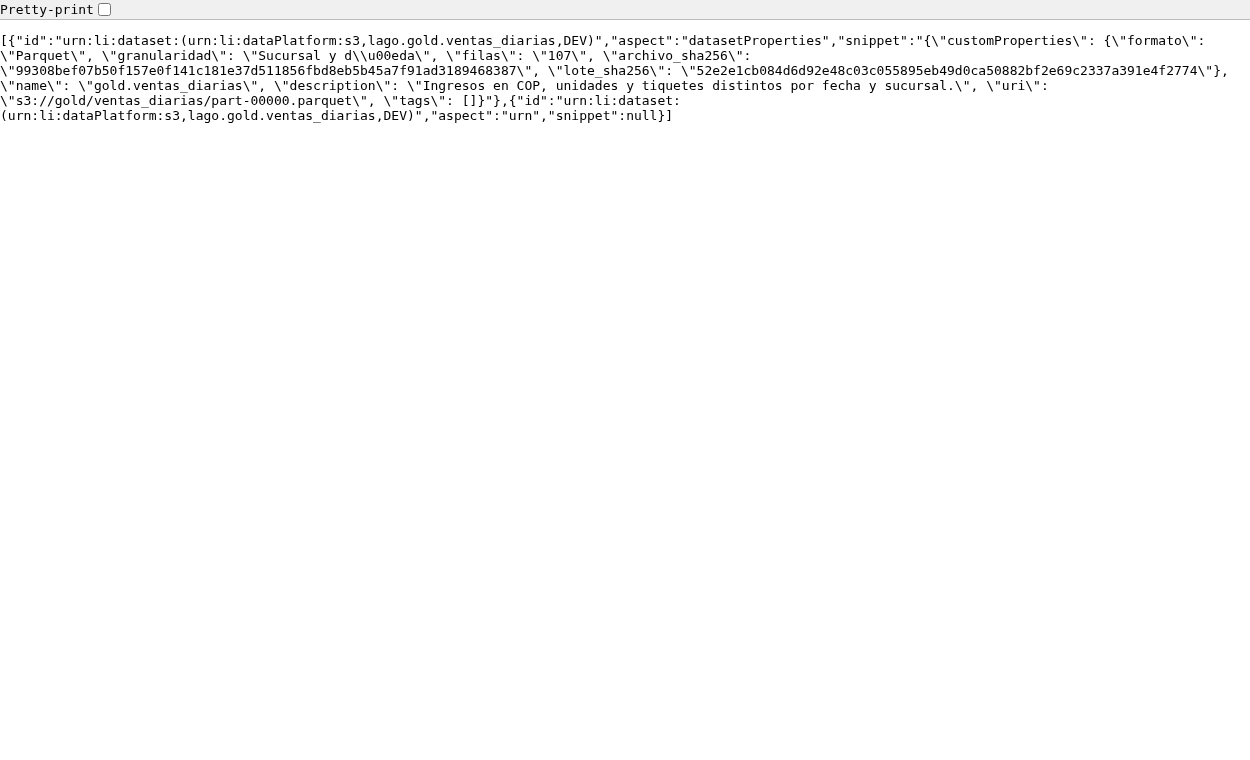 Pretty-print
[{"id":"urn:li:dataset:(urn:li:dataPlatform:s3,lago.gold.ventas_diarias,DEV)","aspect":"datasetProperties","snippet":"{\"customProperties\": {\"formato\":
\"Parquet\", \"granularidad\": \"Sucursal y d\\u00eda\", \"filas\": \"107\", \"archivo_sha256\":
\"99308bef07b50f157e0f141c181e37d511856fbd8eb5b45a7f91ad3189468387\", \"lote_sha256\": \"52e2e1cb084d6d92e48c03c055895eb49d0ca50882bf2e69c2337a391e4f2774\"},
\"name\": \"gold.ventas_diarias\", \"description\": \"Ingresos en COP, unidades y tiquetes distintos por fecha y sucursal.\", \"uri\":
\"s3://gold/ventas_diarias/part-00000.parquet\", \"tags\": []}"},{"id":"urn:li:dataset:
(urn:li:dataPlatform:s3,lago.gold.ventas_diarias,DEV)","aspect":"urn","snippet":null}]